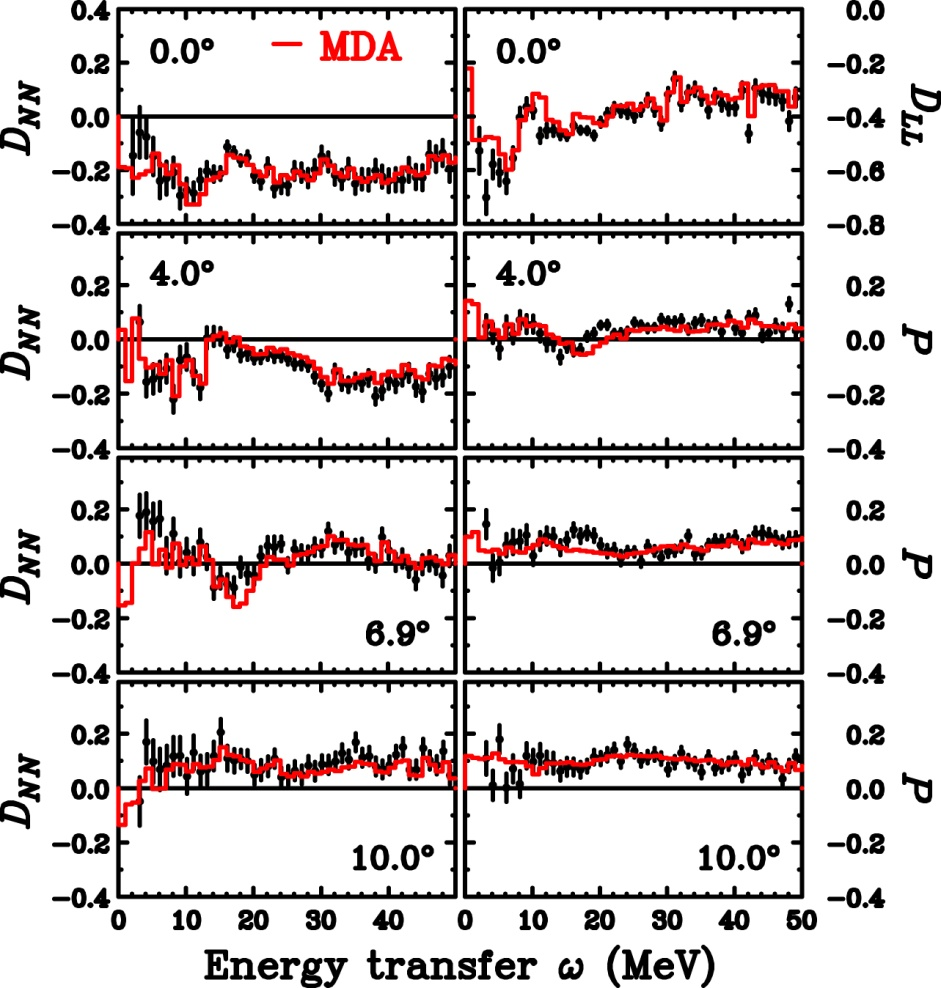 0.4 0.0° MDA 0.0° 0.0
0.2 −0.2
D_NN 0.0 −0.4 D_LL
−0.2 −0.6
−0.4 −0.8
4.0° 4.0°
0.2 0.2
D_NN 0.0 0.0 P
−0.2 −0.2
−0.4 −0.4
0.2 0.2
D_NN 0.0 0.0 P
−0.2 6.9° 6.9° −0.2
−0.4 −0.4
0.2 0.2
D_NN 0.0 0.0 P
−0.2 10.0° 10.0° −0.2
−0.4 −0.4
0 10 20 30 40 0 10 20 30 40 50
Energy transfer ω (MeV)